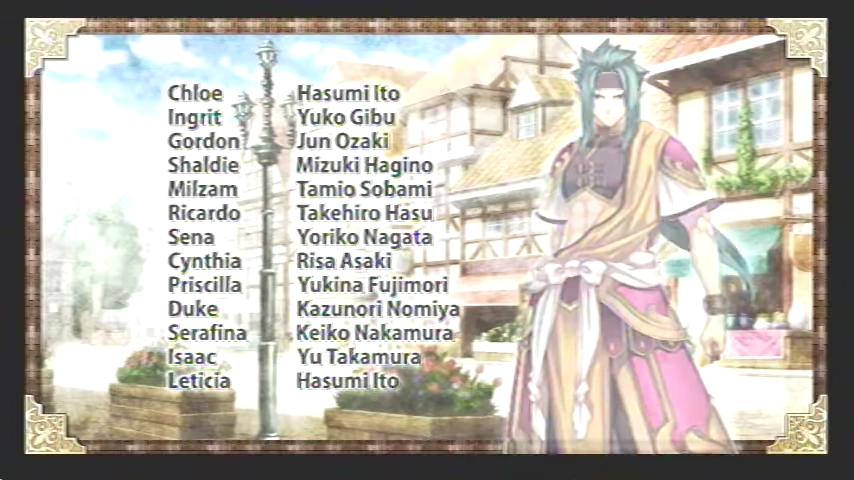 Chloe Hasumi Ito
Ingrit Yuko Gibu
Gordon Jun Ozaki
Shaldie Mizuki Hagino
Milzam Tamio Sobami
Ricardo Takehiro Hasu
Sena Yoriko Nagata
Cynthia Risa Asaki
Priscilla Yukina Fujimori
Duke Kazunori Nomiya
Serafina Keiko Nakamura
Isaac Yu Takamura
Leticia Hasumi Ito